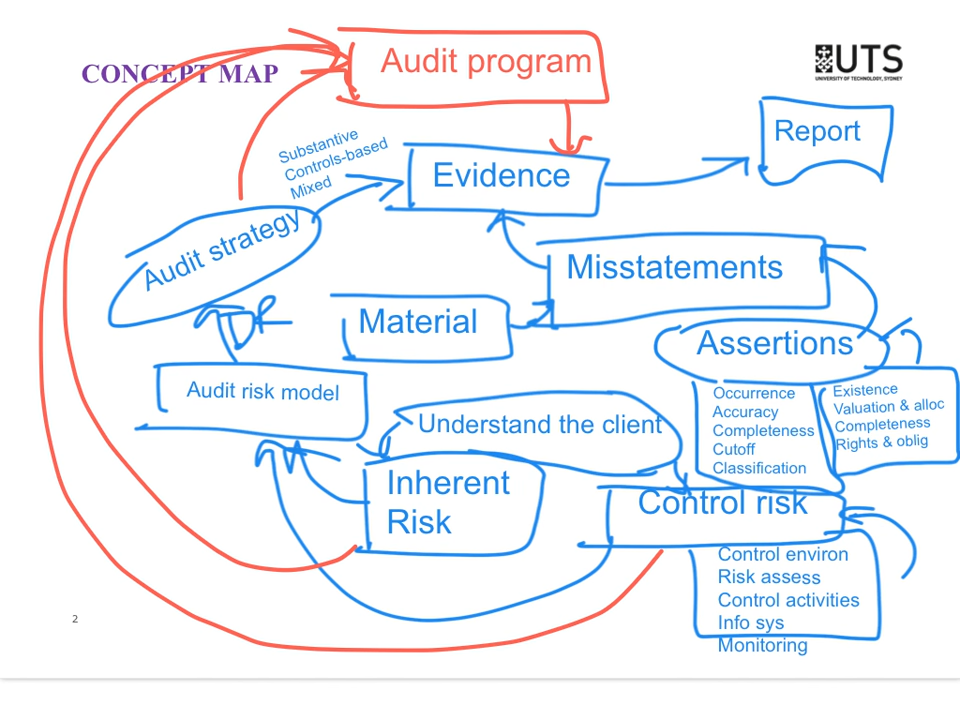 CONCEPT MAP
Audit program
UTS
UNIVERSITY OF TECHNOLOGY, SYDNEY
Report
Substantive
Controls-based
Mixed
Evidence
Audit strategy
Misstatements
DR
Material
Assertions
Audit risk model
Occurrence
Accuracy
Completeness
Cutoff
Classification
Existence
Valuation & alloc
Completeness
Rights & oblig
Understand the client
Inherent
Risk
Control risk
Control environ
Risk assess
Control activities
Info sys
Monitoring
2